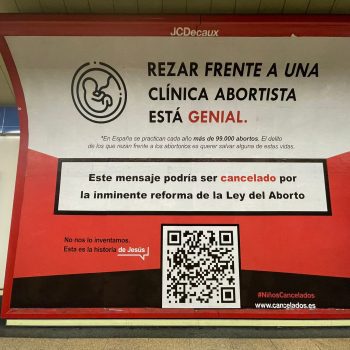 JCDecaux
REZAR FRENTE A UNA
CLÍNICA ABORTISTA
ESTÁ GENIAL.
*En España se practican cada año más de 99.000 abortos. El delito
de los que rezan frente a los abortorios es querer salvar alguna de estas vidas.
Este mensaje podría ser cancelado por
la inminente reforma de la Ley del Aborto
No nos lo inventamos.
Esta es la historia de Jesús
#NiñosCancelados
www.cancelados.es